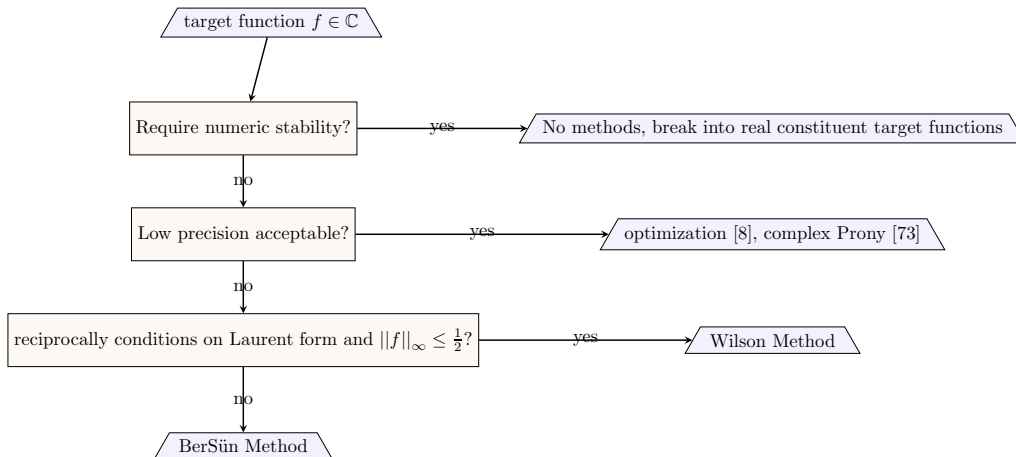 target function f ∈ ℂ
Require numeric stability?
yes
No methods, break into real constituent target functions
no
Low precision acceptable?
yes
optimization [8], complex Prony [73]
no
reciprocally conditions on Laurent form and ||f||∞ ≤ 1/2?
yes
Wilson Method
no
BerSün Method